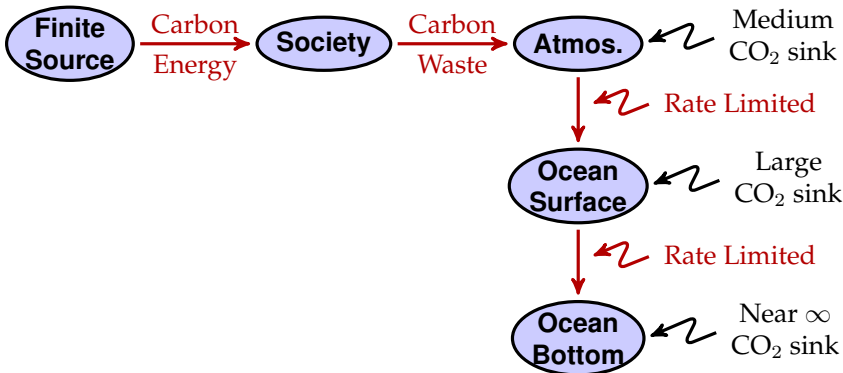 Finite
Source
Carbon
Energy
Society
Carbon
Waste
Atmos.
Medium
CO₂ sink
Rate Limited
Ocean
Surface
Large
CO₂ sink
Rate Limited
Ocean
Bottom
Near ∞
CO₂ sink